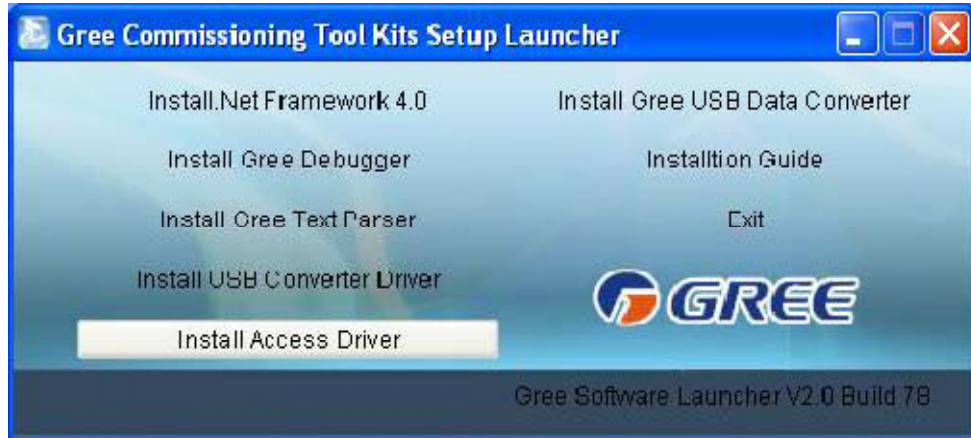 Gree Commissioning Tool Kits Setup Launcher
Install.Net Framework 4.0
Install Gree Debugger
Install Gree Text Parser
Install USB Converter Driver
Install Access Driver
Install Gree USB Data Converter
Installtion Guide
Exit
GREE
Gree Software Launcher V2.0 Build 78